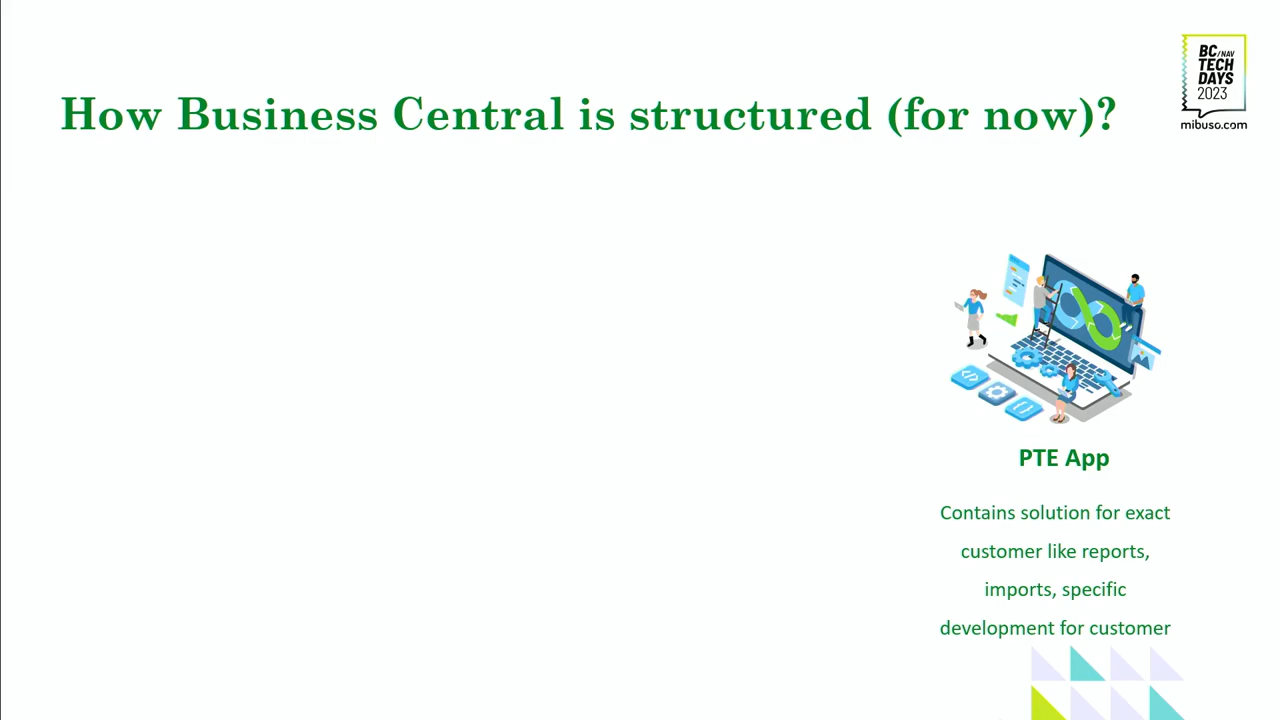 How Business Central is structured (for now)?
BC/NAV
TECH
DAYS
2023
mibuso.com
PTE App
Contains solution for exact
customer like reports,
imports, specific
development for customer